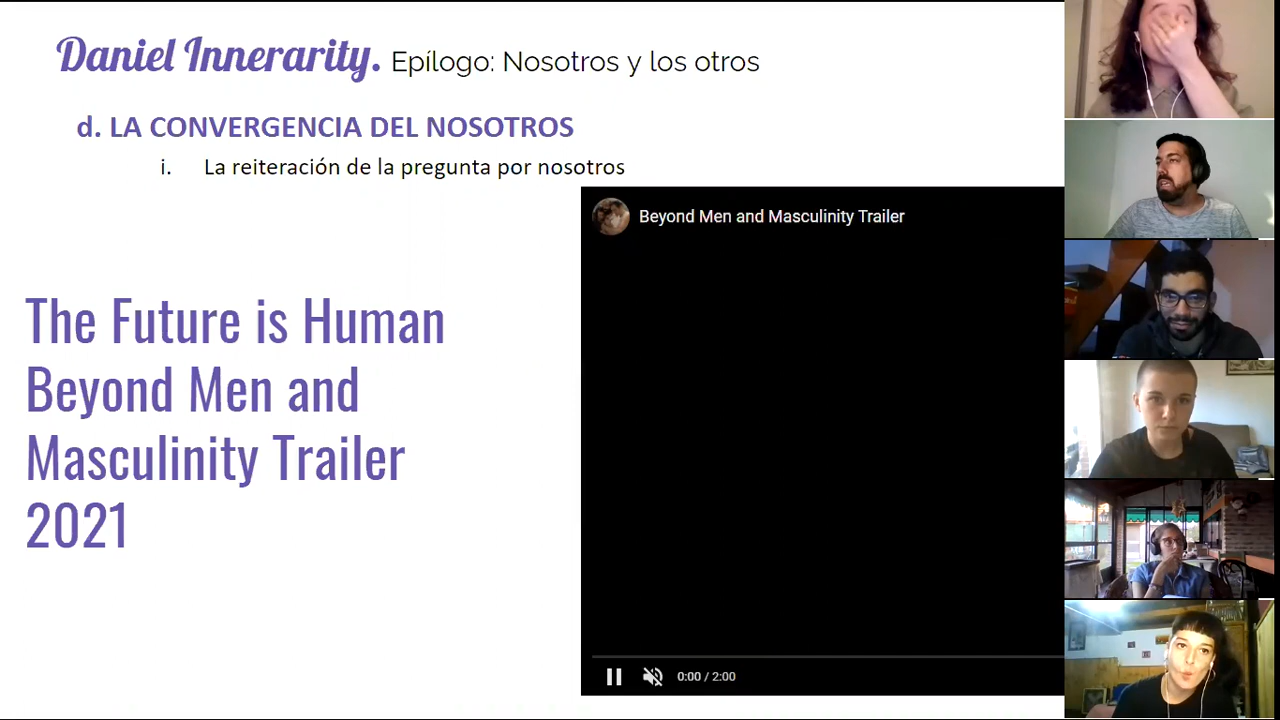 Daniel Innerarity. Epílogo: Nosotros y los otros
d. LA CONVERGENCIA DEL NOSOTROS
i. La reiteración de la pregunta por nosotros
Beyond Men and Masculinity Trailer
The Future is Human
Beyond Men and
Masculinity Trailer
2021
0:00 / 2:00